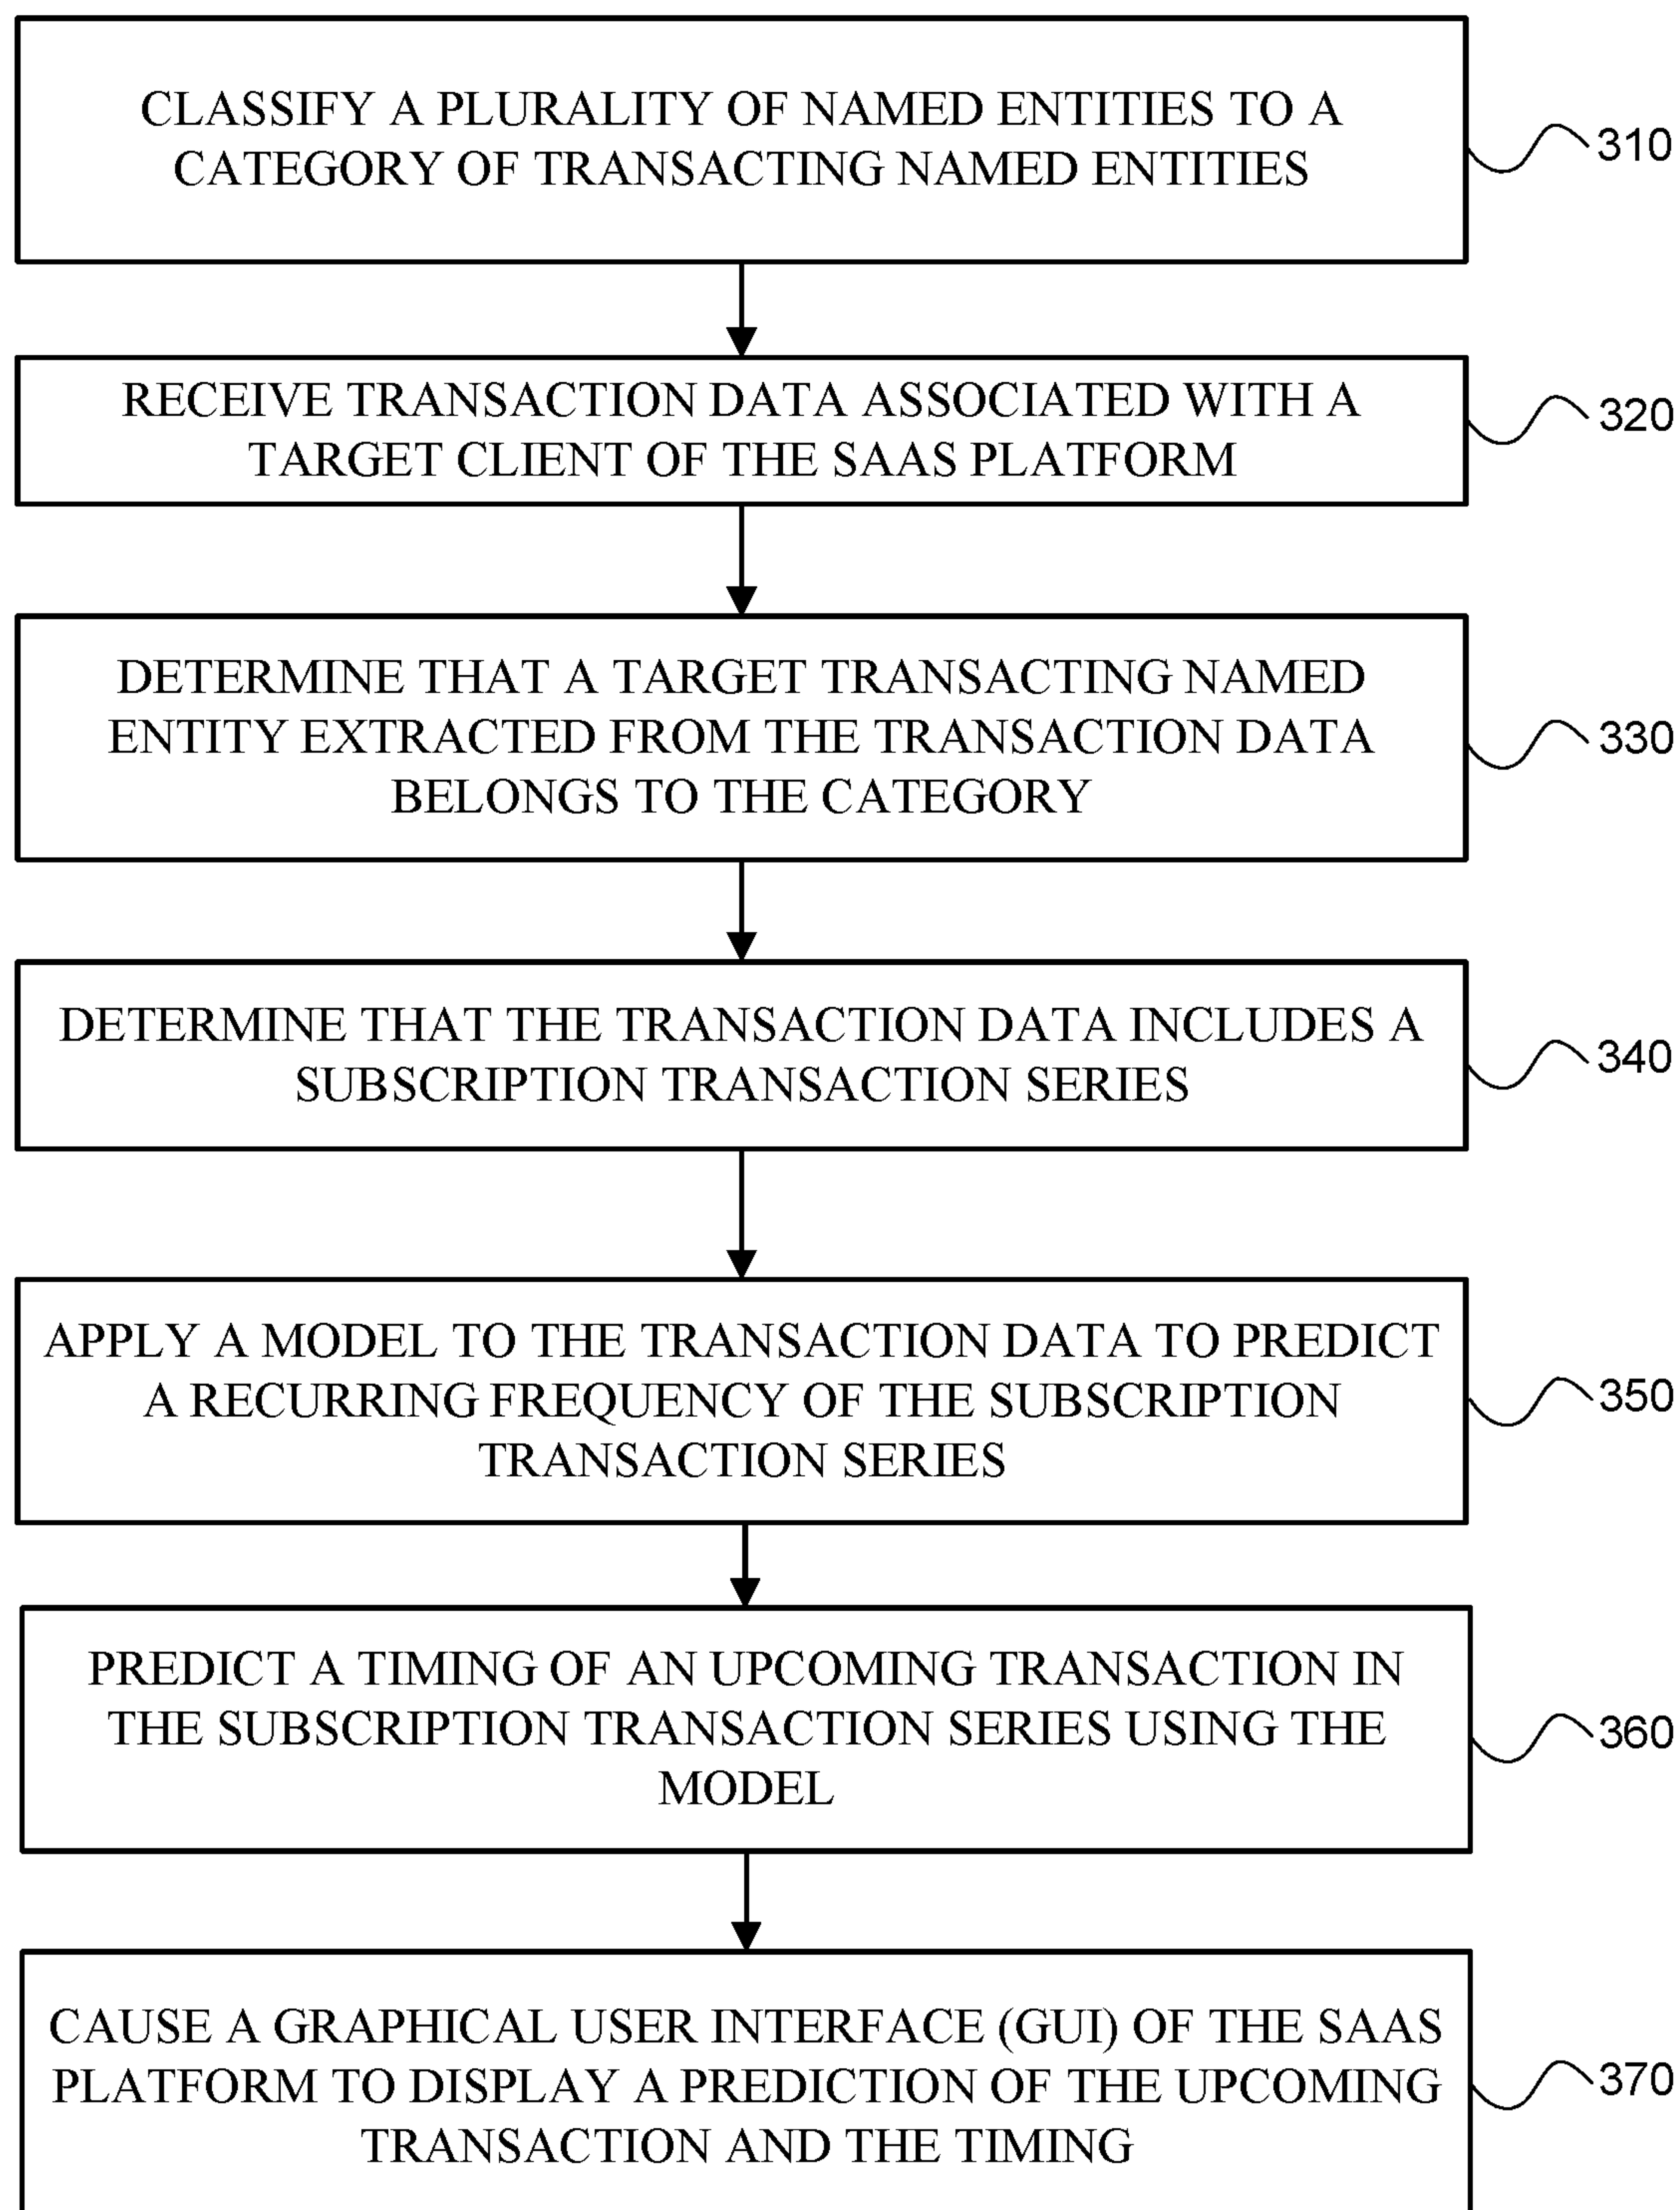 CLASSIFY A PLURALITY OF NAMED ENTITIES TO A
CATEGORY OF TRANSACTING NAMED ENTITIES
310
RECEIVE TRANSACTION DATA ASSOCIATED WITH A
TARGET CLIENT OF THE SAAS PLATFORM
320
DETERMINE THAT A TARGET TRANSACTING NAMED
ENTITY EXTRACTED FROM THE TRANSACTION DATA
BELONGS TO THE CATEGORY
330
DETERMINE THAT THE TRANSACTION DATA INCLUDES A
SUBSCRIPTION TRANSACTION SERIES
340
APPLY A MODEL TO THE TRANSACTION DATA TO PREDICT
A RECURRING FREQUENCY OF THE SUBSCRIPTION
TRANSACTION SERIES
350
PREDICT A TIMING OF AN UPCOMING TRANSACTION IN
THE SUBSCRIPTION TRANSACTION SERIES USING THE
MODEL
360
CAUSE A GRAPHICAL USER INTERFACE (GUI) OF THE SAAS
PLATFORM TO DISPLAY A PREDICTION OF THE UPCOMING
TRANSACTION AND THE TIMING
370